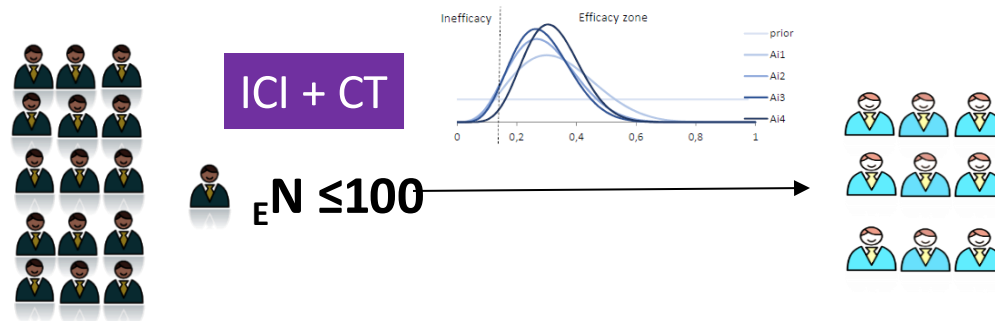 Inefficacy
Efficacy zone
prior
Ai1
Ai2
Ai3
Ai4
0
0,2
0,4
0,6
0,8
1
ICI + CT
EN ≤100